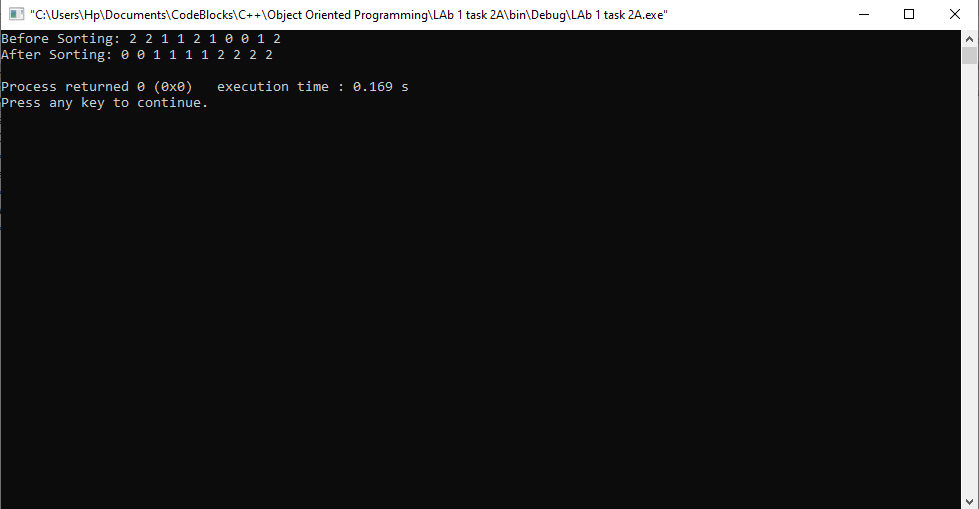 "C:\Users\Hp\Documents\CodeBlocks\C++\Object Oriented Programming\LAb 1 task 2A\bin\Debug\LAb 1 task 2A.exe"
Before Sorting: 2 2 1 1 2 1 0 0 1 2
After Sorting: 0 0 1 1 1 1 2 2 2 2
Process returned 0 (0x0)   execution time : 0.169 s
Press any key to continue.